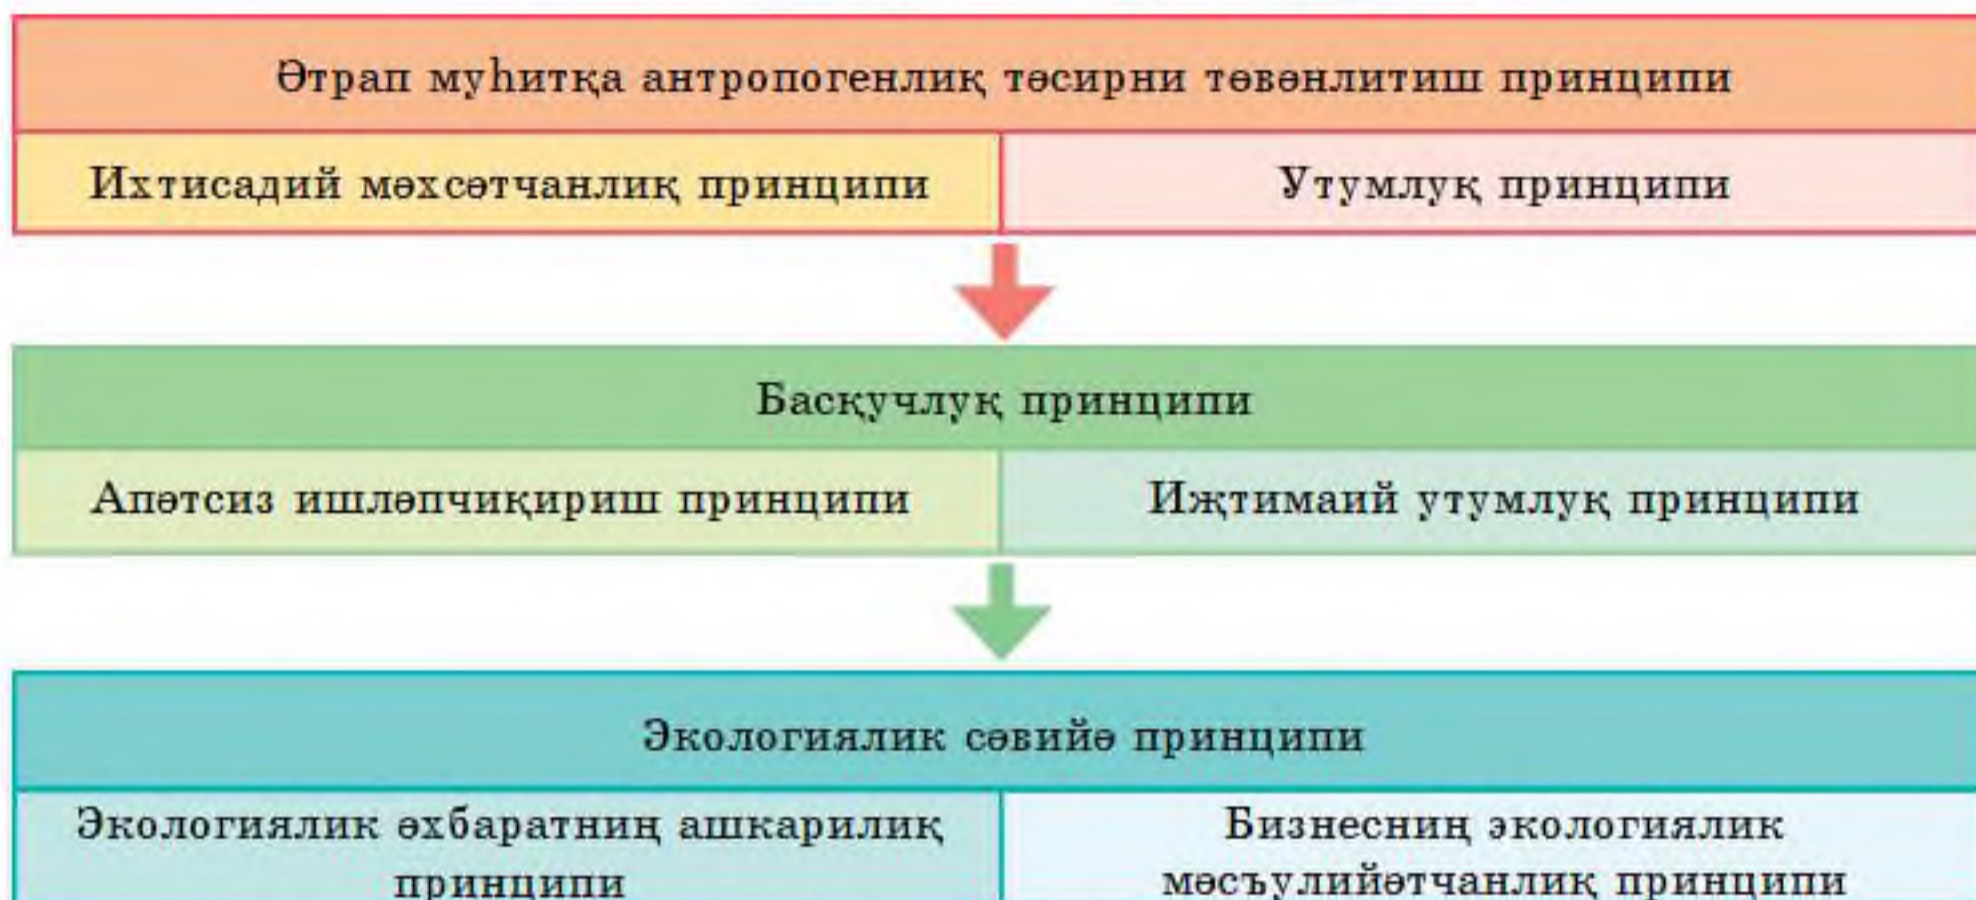 Әтрап муһитқа антропогенлиқ тәсирни төвәнлитиш принципи
Ихтисадий мәхсәтчанлиқ принципи
Утумлуқ принципи
Басқучлуқ принципи
Апәтсиз ишләпчиқириш принципи
Иҗтимаий утумлуқ принципи
Экологиялик сәвийә принципи
Экологиялик әхбаратниң ашкарилиқ
принципи
Бизнесниң экологиялик
мәсъулийәтчанлиқ принципи